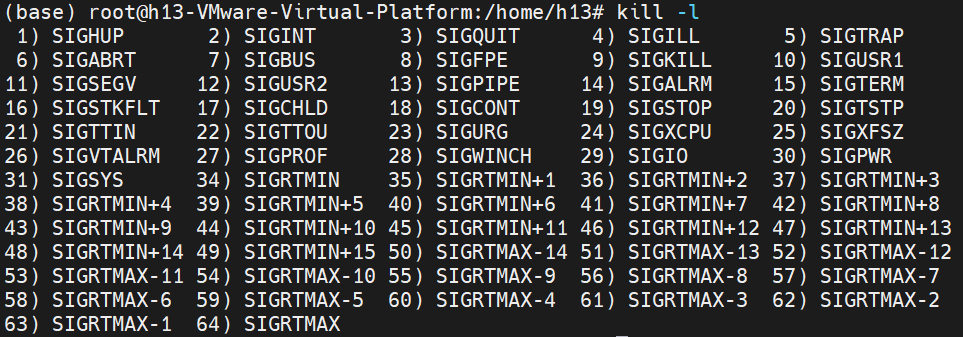 (base) root@h13-VMware-Virtual-Platform:/home/h13# kill -l
 1) SIGHUP       2) SIGINT       3) SIGQUIT      4) SIGILL       5) SIGTRAP
 6) SIGABRT      7) SIGBUS       8) SIGFPE       9) SIGKILL     10) SIGUSR1
11) SIGSEGV     12) SIGUSR2     13) SIGPIPE     14) SIGALRM     15) SIGTERM
16) SIGSTKFLT   17) SIGCHLD     18) SIGCONT     19) SIGSTOP     20) SIGTSTP
21) SIGTTIN     22) SIGTTOU     23) SIGURG      24) SIGXCPU     25) SIGXFSZ
26) SIGVTALRM   27) SIGPROF     28) SIGWINCH    29) SIGIO       30) SIGPWR
31) SIGSYS      34) SIGRTMIN    35) SIGRTMIN+1  36) SIGRTMIN+2  37) SIGRTMIN+3
38) SIGRTMIN+4  39) SIGRTMIN+5  40) SIGRTMIN+6  41) SIGRTMIN+7  42) SIGRTMIN+8
43) SIGRTMIN+9  44) SIGRTMIN+10 45) SIGRTMIN+11 46) SIGRTMIN+12 47) SIGRTMIN+13
48) SIGRTMIN+14 49) SIGRTMIN+15 50) SIGRTMAX-14 51) SIGRTMAX-13 52) SIGRTMAX-12
53) SIGRTMAX-11 54) SIGRTMAX-10 55) SIGRTMAX-9  56) SIGRTMAX-8  57) SIGRTMAX-7
58) SIGRTMAX-6  59) SIGRTMAX-5  60) SIGRTMAX-4  61) SIGRTMAX-3  62) SIGRTMAX-2
63) SIGRTMAX-1  64) SIGRTMAX